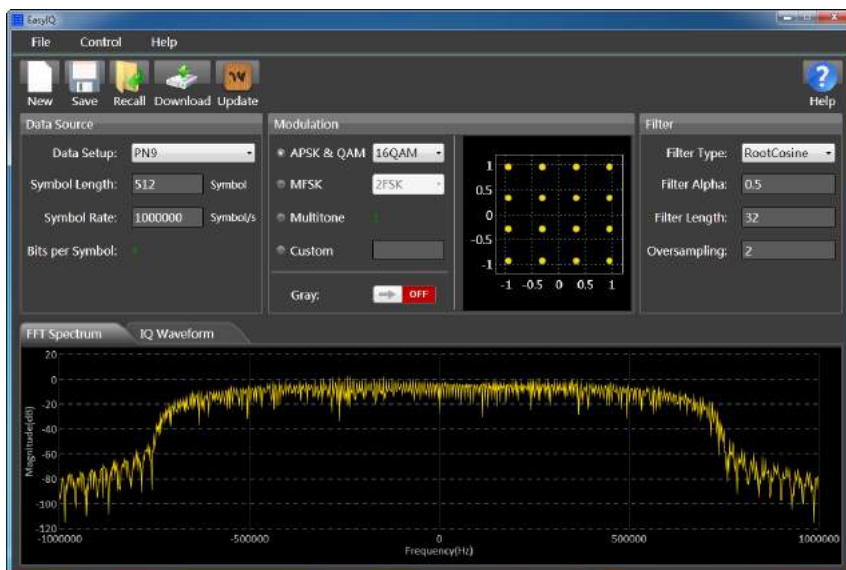 EasyIQ
File Control Help
New Save Recall Download Update Help
Data Source
Data Setup: PN9
Symbol Length: 512 Symbol
Symbol Rate: 1000000 Symbol/s
Bits per Symbol:
Modulation
APSK & QAM 16QAM
MFSK 2FSK
Multitone
Custom
Gray: OFF
1
0.5
0
-0.5
-1
-1 -0.5 0 0.5 1
Filter
Filter Type: RootCosine
Filter Alpha: 0.5
Filter Length: 32
Oversampling: 2
FFT Spectrum IQ Waveform
Magnitude(dB)
20
0
-20
-40
-60
-80
-100
-120
-1000000 -500000 0 500000 1000000
Frequency(Hz)